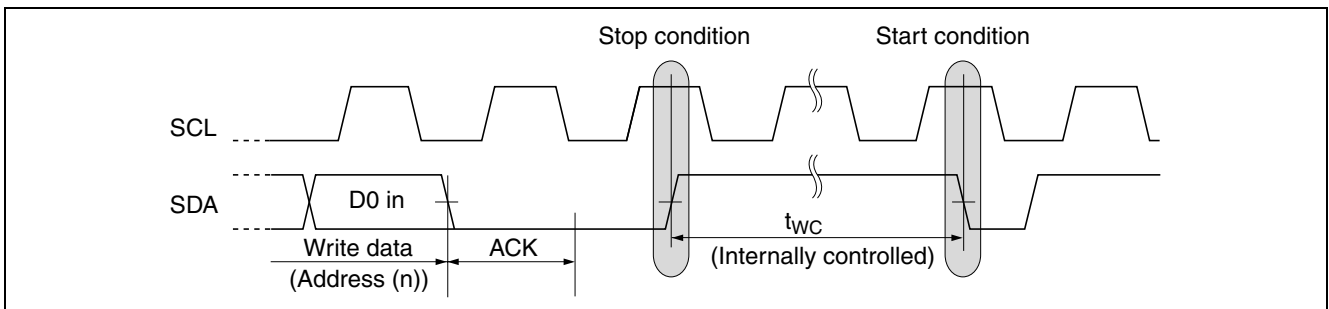 Stop condition
Start condition
SCL
SDA
D0 in
Write data
(Address (n))
ACK
tWC
(Internally controlled)